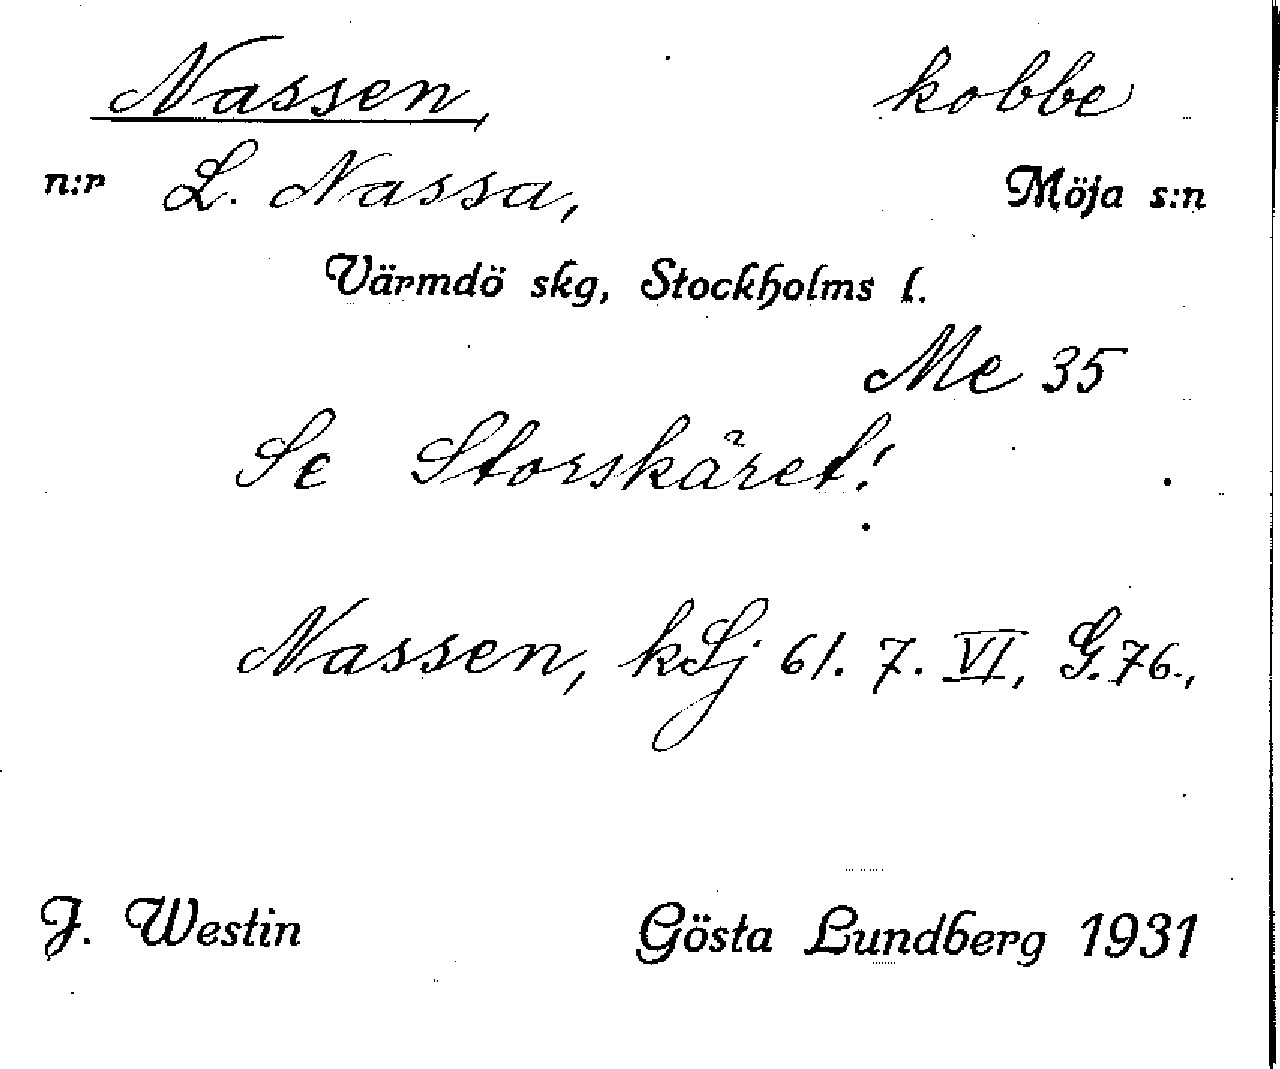 Nassen, kobbe
n:r L. Nassa, Möja s:n
Värmdö skg, Stockholms l.
Me 35
Se Storskäret!
Nassen, kSj 61. 7. VI, G. 76.,
J. Westin Gösta Lundberg 1931